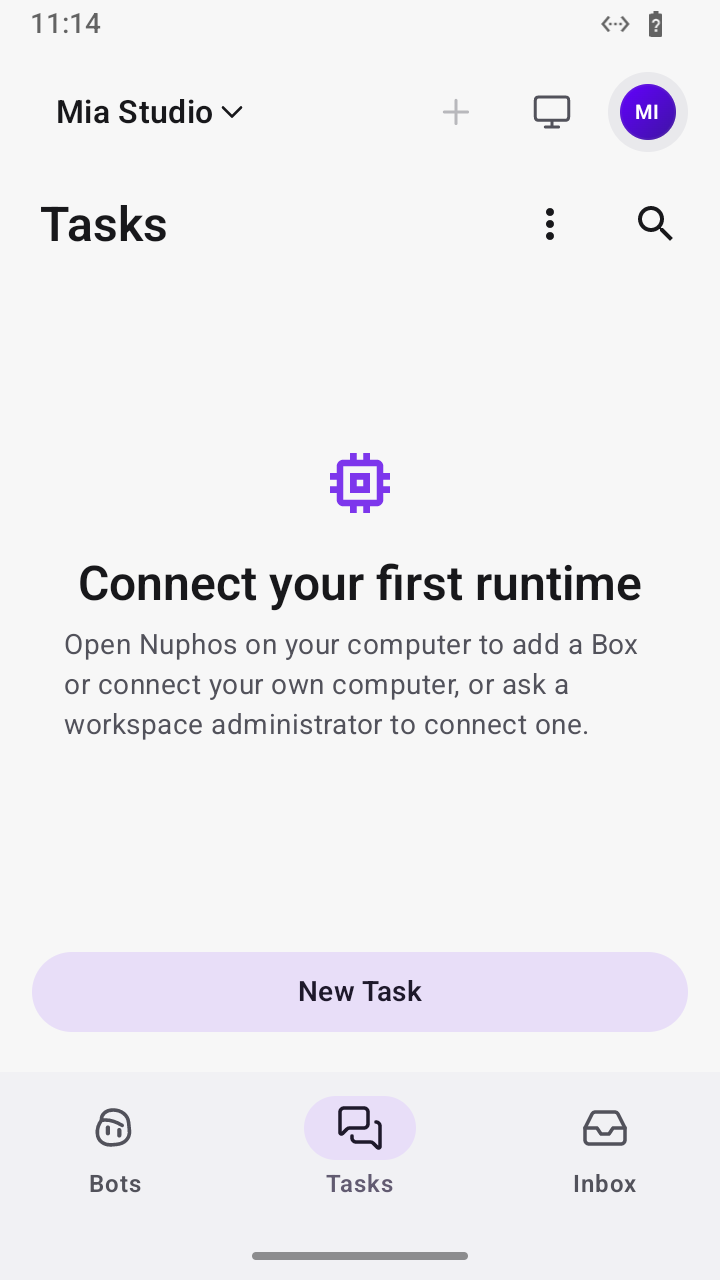 11:14
Mia Studio
MI
Tasks
Connect your first runtime
Open Nuphos on your computer to add a Box
or connect your own computer, or ask a
workspace administrator to connect one.
New Task
Bots
Tasks
Inbox